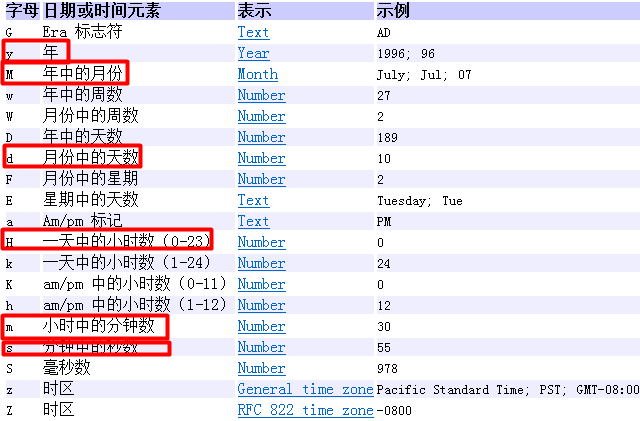 字母 日期或时间元素 表示 示例
G Era 标志符 Text AD
y 年 Year 1996; 96
M 年中的月份 Month July; Jul; 07
w 年中的周数 Number 27
W 月份中的周数 Number 2
D 年中的天数 Number 189
d 月份中的天数 Number 10
F 月份中的星期 Number 2
E 星期中的天数 Text Tuesday; Tue
a Am/pm 标记 Text PM
H 一天中的小时数（0-23） Number 0
k 一天中的小时数（1-24） Number 24
K am/pm 中的小时数（0-11） Number 0
h am/pm 中的小时数（1-12） Number 12
m 小时中的分钟数 Number 30
s 分钟中的秒数 Number 55
S 毫秒数 Number 978
z 时区 General time zone Pacific Standard Time; PST; GMT-08:00
Z 时区 RFC 822 time zone -0800